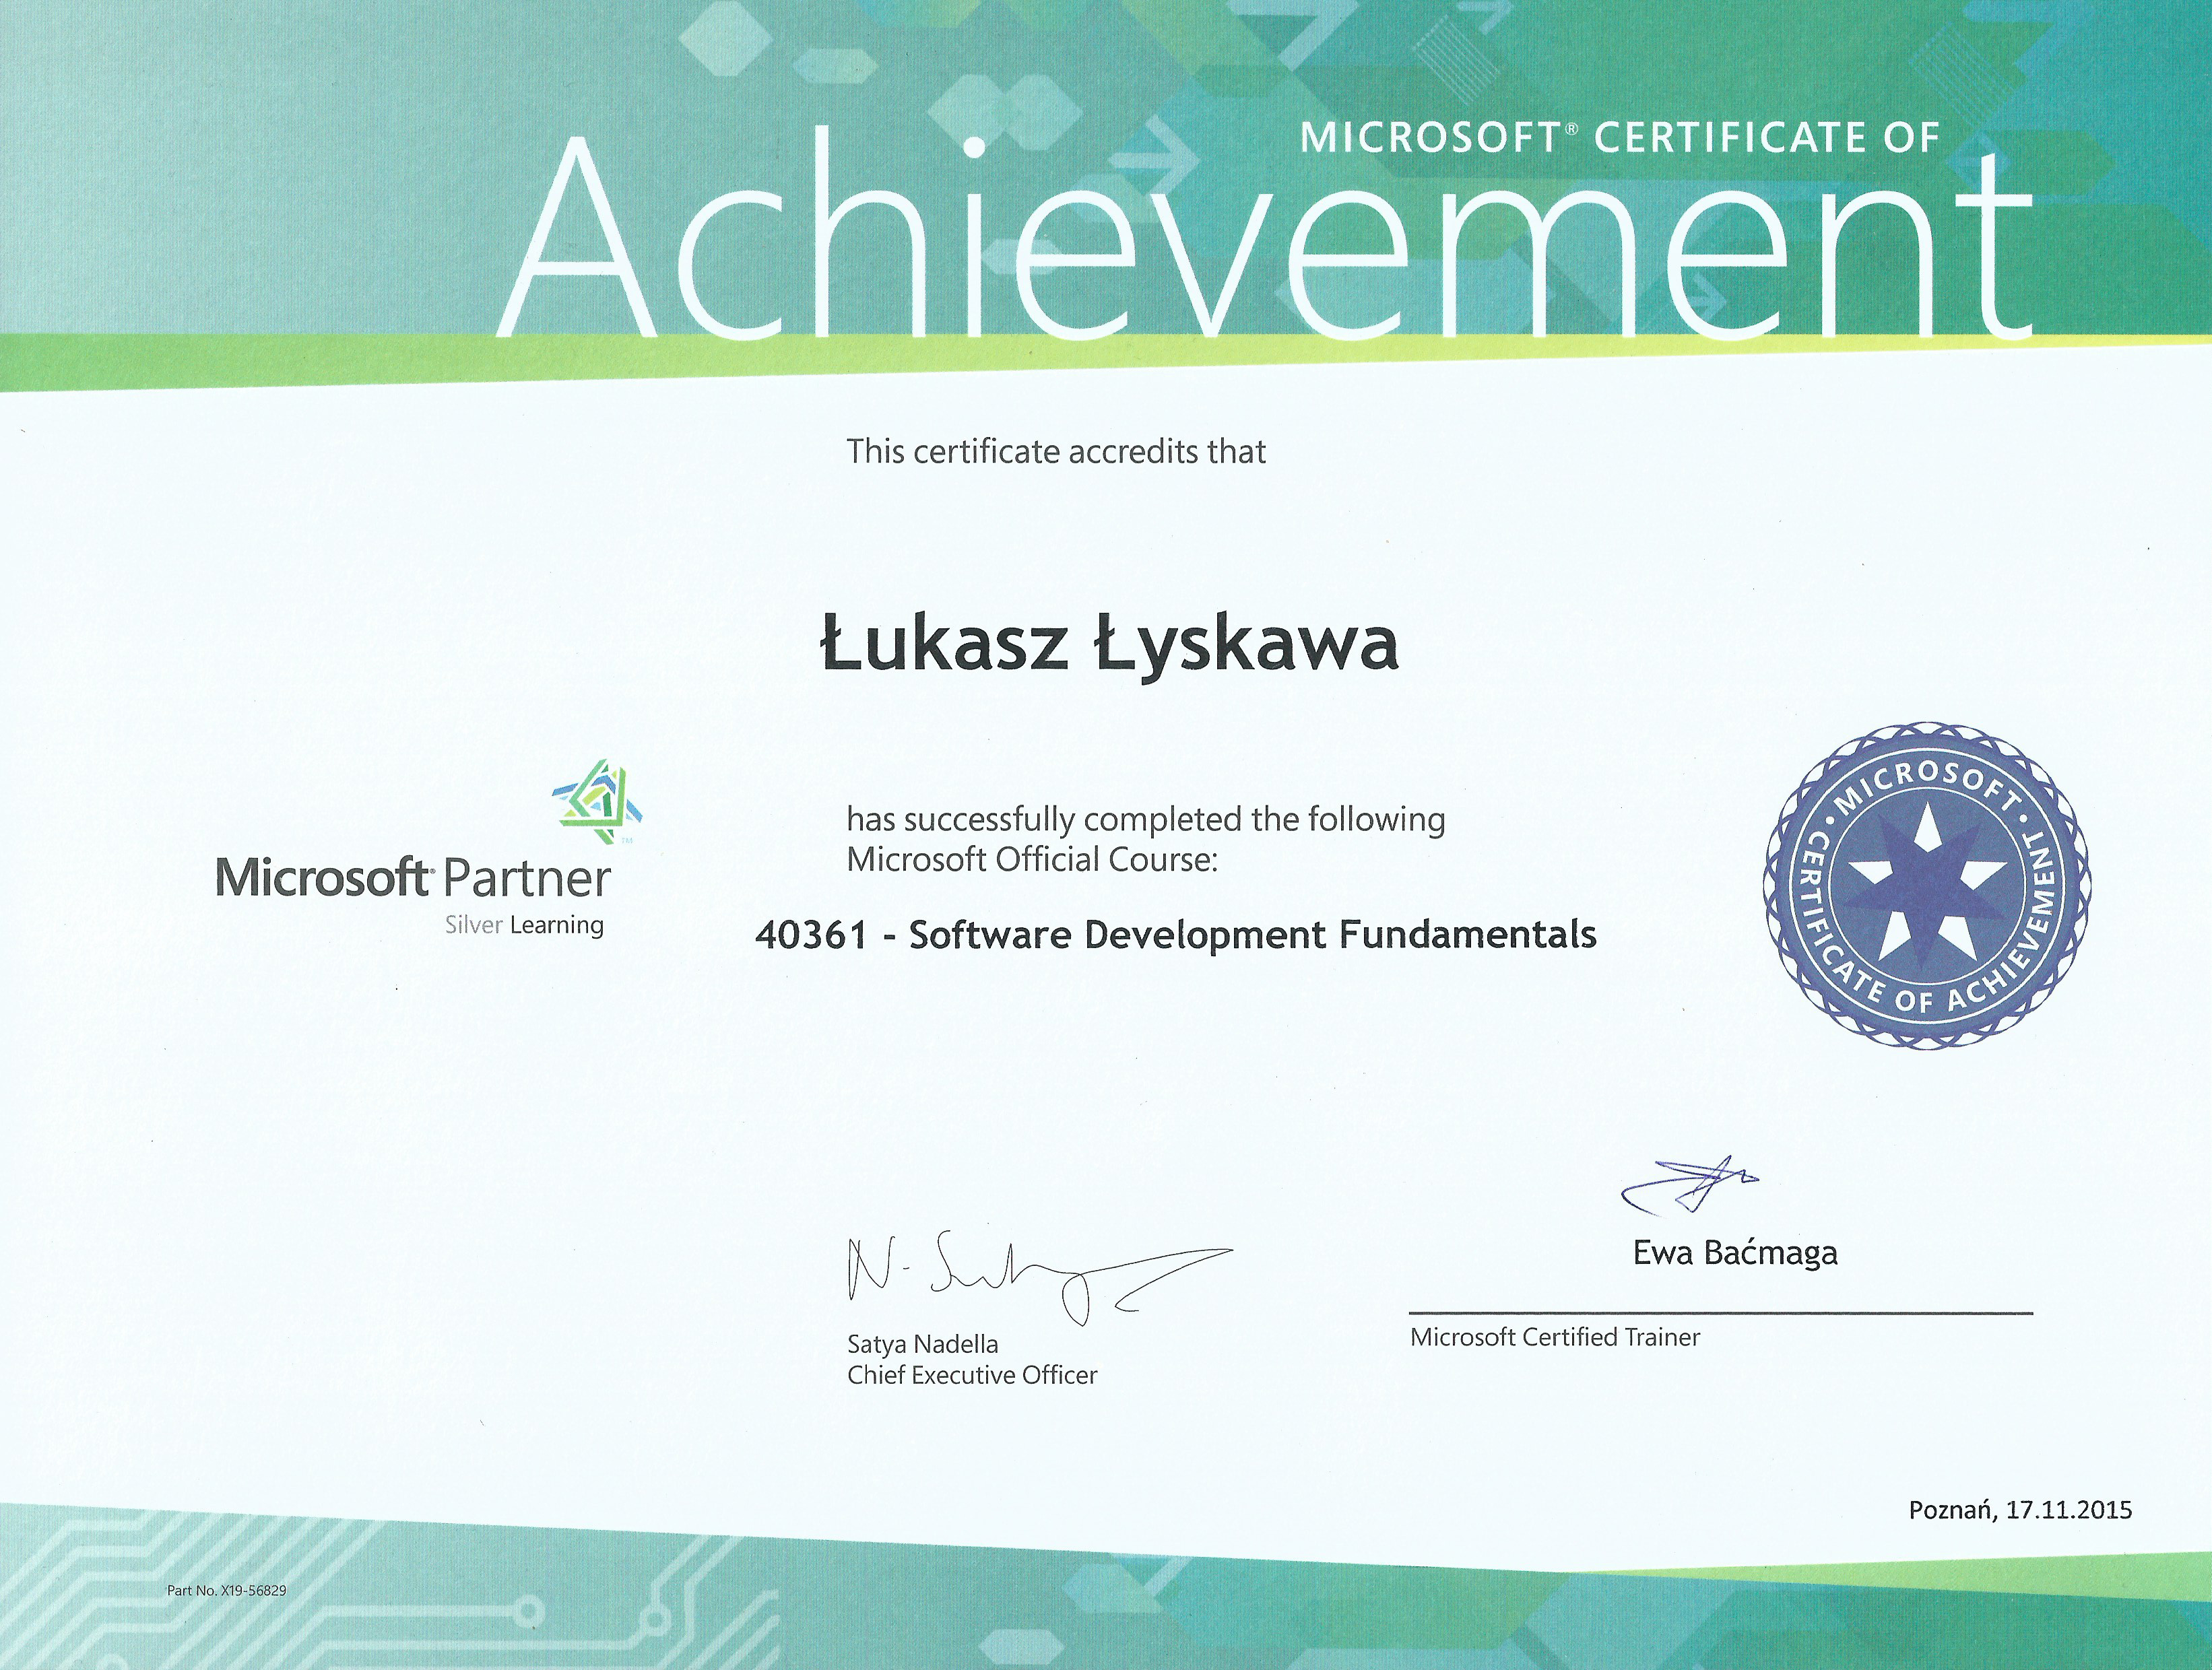 MICROSOFT® CERTIFICATE OF
Achievement
This certificate accredits that
Łukasz Łyskawa
has successfully completed the following
Microsoft Official Course:
40361 - Software Development Fundamentals
™
Microsoft® Partner
Silver Learning
• MICROSOFT •
CERTIFICATE OF ACHIEVEMENT
Ewa Baćmaga
Satya Nadella
Chief Executive Officer
Microsoft Certified Trainer
Poznań, 17.11.2015
Part No. X19-56829